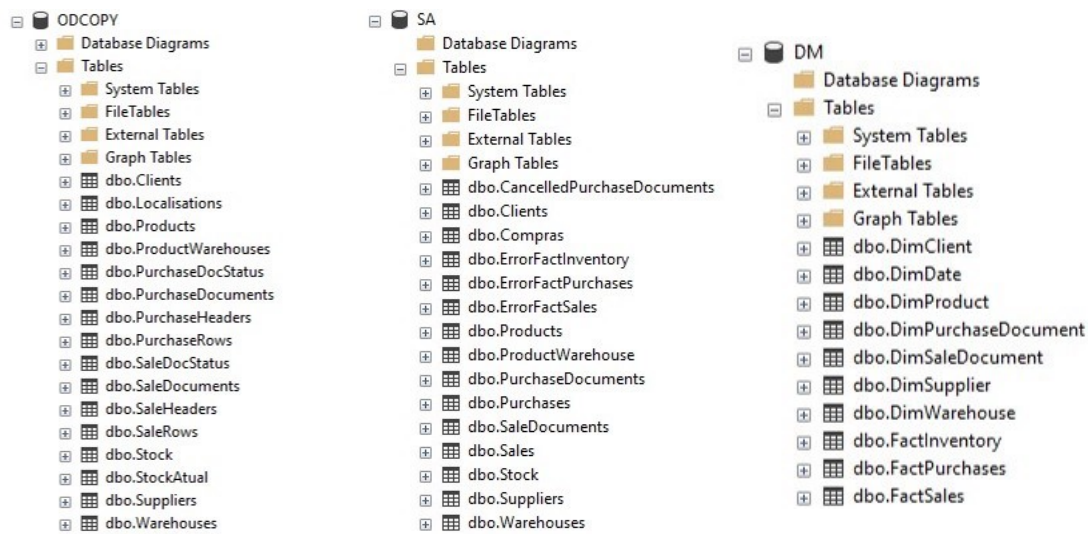 ODCOPY
Database Diagrams
Tables
System Tables
FileTables
External Tables
Graph Tables
dbo.Clients
dbo.Localisations
dbo.Products
dbo.ProductWarehouses
dbo.PurchaseDocStatus
dbo.PurchaseDocuments
dbo.PurchaseHeaders
dbo.PurchaseRows
dbo.SaleDocStatus
dbo.SaleDocuments
dbo.SaleHeaders
dbo.SaleRows
dbo.Stock
dbo.StockAtual
dbo.Suppliers
dbo.Warehouses
SA
Database Diagrams
Tables
System Tables
FileTables
External Tables
Graph Tables
dbo.CancelledPurchaseDocuments
dbo.Clients
dbo.Compras
dbo.ErrorFactInventory
dbo.ErrorFactPurchases
dbo.ErrorFactSales
dbo.Products
dbo.ProductWarehouse
dbo.PurchaseDocuments
dbo.Purchases
dbo.SaleDocuments
dbo.Sales
dbo.Stock
dbo.Suppliers
dbo.Warehouses
DM
Database Diagrams
Tables
System Tables
FileTables
External Tables
Graph Tables
dbo.DimClient
dbo.DimDate
dbo.DimProduct
dbo.DimPurchaseDocument
dbo.DimSaleDocument
dbo.DimSupplier
dbo.DimWarehouse
dbo.FactInventory
dbo.FactPurchases
dbo.FactSales